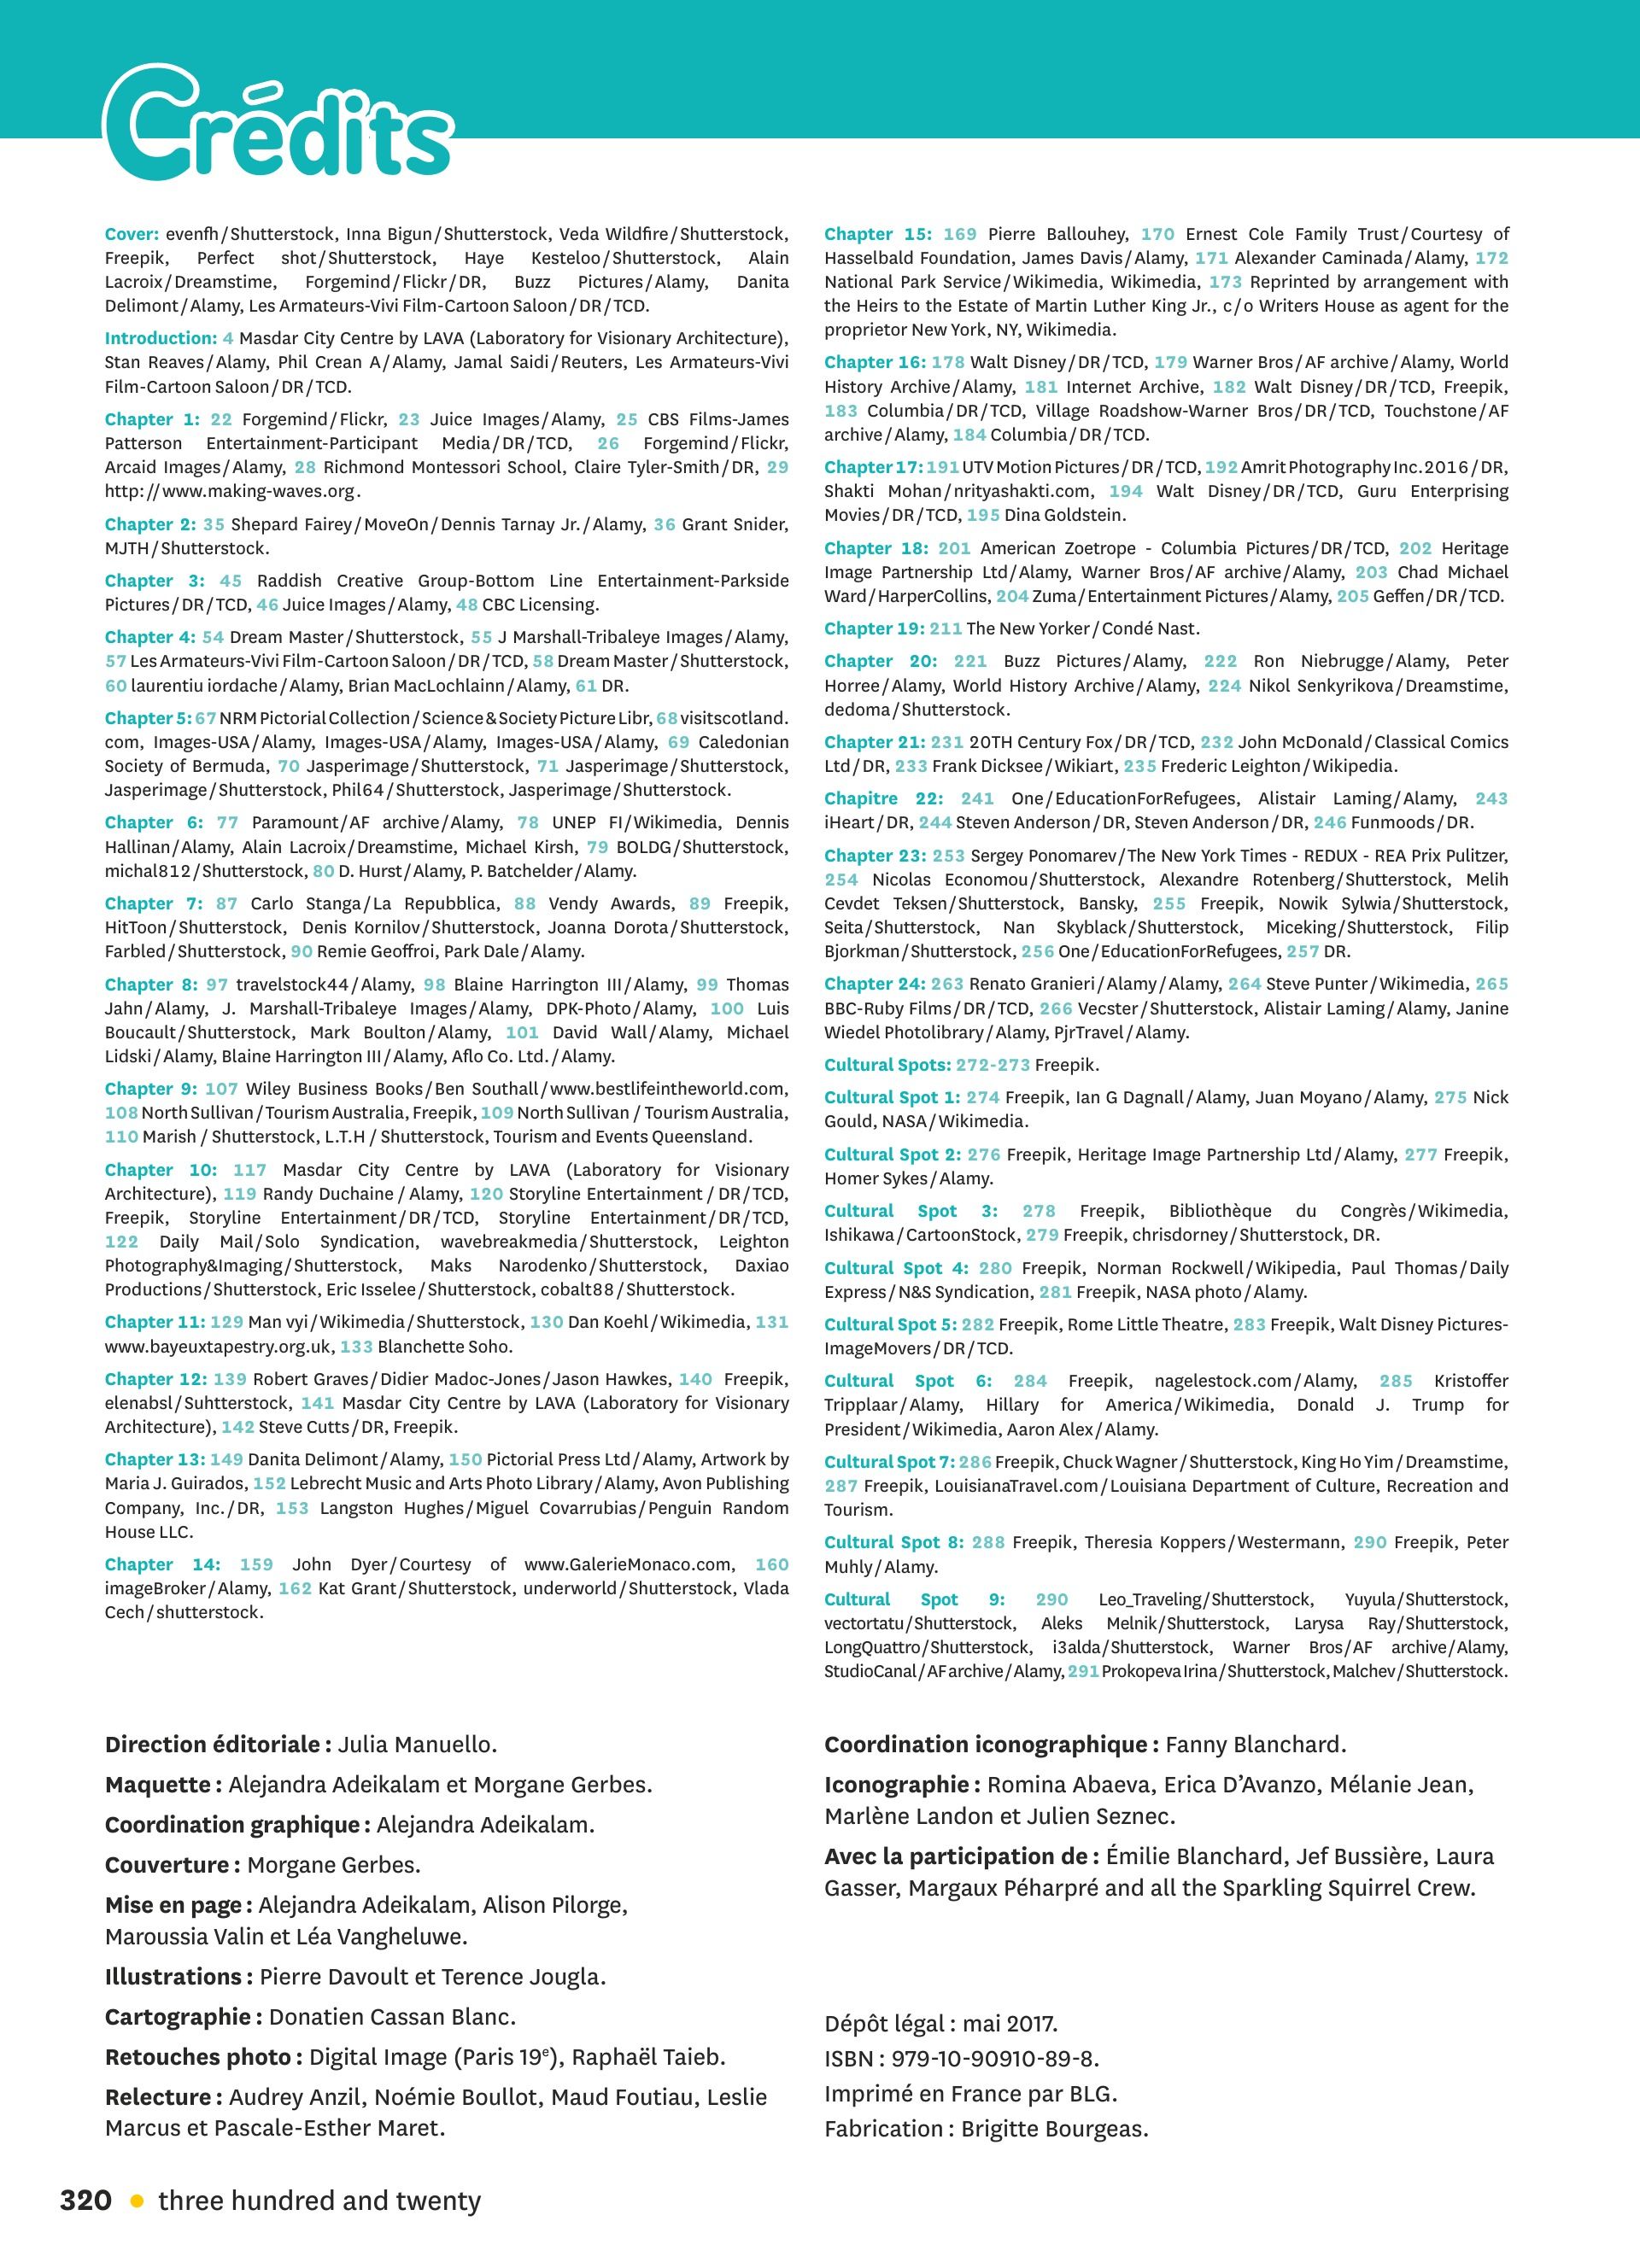 Crédits
Cover: evenfh/Shutterstock, Inna Bigun/Shutterstock, Veda Wildfire/Shutterstock,
Freepik, Perfect shot/Shutterstock, Haye Kesteloo/Shutterstock, Alain
Lacroix/Dreamstime, Forgemind/Flickr/DR, Buzz Pictures/Alamy, Danita
Delimont/Alamy, Les Armateurs-Vivi Film-Cartoon Saloon/DR/TCD.
Introduction: 4 Masdar City Centre by LAVA (Laboratory for Visionary Architecture),
Stan Reaves/Alamy, Phil Crean A/Alamy, Jamal Saidi/Reuters, Les Armateurs-Vivi
Film-Cartoon Saloon/DR/TCD.
Chapter 1: 22 Forgemind/Flickr, 23 Juice Images/Alamy, 25 CBS Films-James
Patterson Entertainment-Participant Media/DR/TCD, 26 Forgemind/Flickr,
Arcaid Images/Alamy, 28 Richmond Montessori School, Claire Tyler-Smith/DR, 29
http://www.making-waves.org.
Chapter 2: 35 Shepard Fairey/MoveOn/Dennis Tarnay Jr./Alamy, 36 Grant Snider,
MJTH/Shutterstock.
Chapter 3: 45 Raddish Creative Group-Bottom Line Entertainment-Parkside
Pictures/DR/TCD, 46 Juice Images/Alamy, 48 CBC Licensing.
Chapter 4: 54 Dream Master/Shutterstock, 55 J Marshall-Tribaleye Images/Alamy,
57 Les Armateurs-Vivi Film-Cartoon Saloon/DR/TCD, 58 Dream Master/Shutterstock,
60 laurentiu iordache/Alamy, Brian MacLochlainn/Alamy, 61 DR.
Chapter 5: 67 NRM Pictorial Collection/Science&Society Picture Libr, 68 visitscotland.
com, Images-USA/Alamy, Images-USA/Alamy, Images-USA/Alamy, 69 Caledonian
Society of Bermuda, 70 Jasperimage/Shutterstock, 71 Jasperimage/Shutterstock,
Jasperimage/Shutterstock, Phil64/Shutterstock, Jasperimage/Shutterstock.
Chapter 6: 77 Paramount/AF archive/Alamy, 78 UNEP FI/Wikimedia, Dennis
Hallinan/Alamy, Alain Lacroix/Dreamstime, Michael Kirsh, 79 BOLDG/Shutterstock,
michal812/Shutterstock, 80 D. Hurst/Alamy, P. Batchelder/Alamy.
Chapter 7: 87 Carlo Stanga/La Repubblica, 88 Vendy Awards, 89 Freepik,
HitToon/Shutterstock, Denis Kornilov/Shutterstock, Joanna Dorota/Shutterstock,
Farbled/Shutterstock, 90 Remie Geoffroi, Park Dale/Alamy.
Chapter 8: 97 travelstock44/Alamy, 98 Blaine Harrington III/Alamy, 99 Thomas
Jahn/Alamy, J. Marshall-Tribaleye Images/Alamy, DPK-Photo/Alamy, 100 Luis
Boucault/Shutterstock, Mark Boulton/Alamy, 101 David Wall/Alamy, Michael
Lidski/Alamy, Blaine Harrington III/Alamy, Aflo Co. Ltd./Alamy.
Chapter 9: 107 Wiley Business Books/Ben Southall/www.bestlifeintheworld.com,
108 North Sullivan/Tourism Australia, Freepik, 109 North Sullivan / Tourism Australia,
110 Marish / Shutterstock, L.T.H / Shutterstock, Tourism and Events Queensland.
Chapter 10: 117 Masdar City Centre by LAVA (Laboratory for Visionary
Architecture), 119 Randy Duchaine / Alamy, 120 Storyline Entertainment / DR/TCD,
Freepik, Storyline Entertainment/DR/TCD, Storyline Entertainment/DR/TCD,
122 Daily Mail/Solo Syndication, wavebreakmedia/Shutterstock, Leighton
Photography&Imaging/Shutterstock, Maks Narodenko/Shutterstock, Daxiao
Productions/Shutterstock, Eric Isselee/Shutterstock, cobalt88/Shutterstock.
Chapter 11: 129 Man vyi/Wikimedia/Shutterstock, 130 Dan Koehl/Wikimedia, 131
www.bayeuxtapestry.org.uk, 133 Blanchette Soho.
Chapter 12: 139 Robert Graves/Didier Madoc-Jones/Jason Hawkes, 140 Freepik,
elenabsl/Suhtterstock, 141 Masdar City Centre by LAVA (Laboratory for Visionary
Architecture), 142 Steve Cutts/DR, Freepik.
Chapter 13: 149 Danita Delimont/Alamy, 150 Pictorial Press Ltd/Alamy, Artwork by
Maria J. Guirados, 152 Lebrecht Music and Arts Photo Library/Alamy, Avon Publishing
Company, Inc./DR, 153 Langston Hughes/Miguel Covarrubias/Penguin Random
House LLC.
Chapter 14: 159 John Dyer/Courtesy of www.GalerieMonaco.com, 160
imageBroker/Alamy, 162 Kat Grant/Shutterstock, underworld/Shutterstock, Vlada
Cech/shutterstock.
Chapter 15: 169 Pierre Ballouhey, 170 Ernest Cole Family Trust/Courtesy of
Hasselbald Foundation, James Davis/Alamy, 171 Alexander Caminada/Alamy, 172
National Park Service/Wikimedia, Wikimedia, 173 Reprinted by arrangement with
the Heirs to the Estate of Martin Luther King Jr., c/o Writers House as agent for the
proprietor New York, NY, Wikimedia.
Chapter 16: 178 Walt Disney/DR/TCD, 179 Warner Bros/AF archive/Alamy, World
History Archive/Alamy, 181 Internet Archive, 182 Walt Disney/DR/TCD, Freepik,
183 Columbia/DR/TCD, Village Roadshow-Warner Bros/DR/TCD, Touchstone/AF
archive/Alamy, 184 Columbia/DR/TCD.
Chapter 17: 191 UTV Motion Pictures/DR/TCD, 192 Amrit Photography Inc.2016/DR,
Shakti Mohan/nrityashakti.com, 194 Walt Disney/DR/TCD, Guru Enterprising
Movies/DR/TCD, 195 Dina Goldstein.
Chapter 18: 201 American Zoetrope - Columbia Pictures/DR/TCD, 202 Heritage
Image Partnership Ltd/Alamy, Warner Bros/AF archive/Alamy, 203 Chad Michael
Ward/HarperCollins, 204 Zuma/Entertainment Pictures/Alamy, 205 Geffen/DR/TCD.
Chapter 19: 211 The New Yorker/Condé Nast.
Chapter 20: 221 Buzz Pictures/Alamy, 222 Ron Niebrugge/Alamy, Peter
Horree/Alamy, World History Archive/Alamy, 224 Nikol Senkyrikova/Dreamstime,
dedoma/Shutterstock.
Chapter 21: 231 20TH Century Fox/DR/TCD, 232 John McDonald/Classical Comics
Ltd/DR, 233 Frank Dicksee/Wikiart, 235 Frederic Leighton/Wikipedia.
Chapitre 22: 241 One/EducationForRefugees, Alistair Laming/Alamy, 243
iHeart/DR, 244 Steven Anderson/DR, Steven Anderson/DR, 246 Funmoods/DR.
Chapter 23: 253 Sergey Ponomarev/The New York Times - REDUX - REA Prix Pulitzer,
254 Nicolas Economou/Shutterstock, Alexandre Rotenberg/Shutterstock, Melih
Cevdet Teksen/Shutterstock, Bansky, 255 Freepik, Nowik Sylwia/Shutterstock,
Seita/Shutterstock, Nan Skyblack/Shutterstock, Miceking/Shutterstock, Filip
Bjorkman/Shutterstock, 256 One/EducationForRefugees, 257 DR.
Chapter 24: 263 Renato Granieri/Alamy/Alamy, 264 Steve Punter/Wikimedia, 265
BBC-Ruby Films/DR/TCD, 266 Vecster/Shutterstock, Alistair Laming/Alamy, Janine
Wiedel Photolibrary/Alamy, PjrTravel/Alamy.
Cultural Spots: 272-273 Freepik.
Cultural Spot 1: 274 Freepik, Ian G Dagnall/Alamy, Juan Moyano/Alamy, 275 Nick
Gould, NASA/Wikimedia.
Cultural Spot 2: 276 Freepik, Heritage Image Partnership Ltd/Alamy, 277 Freepik,
Homer Sykes/Alamy.
Cultural Spot 3: 278 Freepik, Bibliothèque du Congrès/Wikimedia,
Ishikawa/CartoonStock, 279 Freepik, chrisdorney/Shutterstock, DR.
Cultural Spot 4: 280 Freepik, Norman Rockwell/Wikipedia, Paul Thomas/Daily
Express/N&S Syndication, 281 Freepik, NASA photo/Alamy.
Cultural Spot 5: 282 Freepik, Rome Little Theatre, 283 Freepik, Walt Disney Pictures-
ImageMovers/DR/TCD.
Cultural Spot 6: 284 Freepik, nagelestock.com/Alamy, 285 Kristoffer
Tripplaar/Alamy, Hillary for America/Wikimedia, Donald J. Trump for
President/Wikimedia, Aaron Alex/Alamy.
Cultural Spot 7: 286 Freepik, Chuck Wagner/Shutterstock, King Ho Yim/Dreamstime,
287 Freepik, LouisianaTravel.com/Louisiana Department of Culture, Recreation and
Tourism.
Cultural Spot 8: 288 Freepik, Theresia Koppers/Westermann, 290 Freepik, Peter
Muhly/Alamy.
Cultural Spot 9: 290 Leo_Traveling/Shutterstock, Yuyula/Shutterstock,
vectortatu/Shutterstock, Aleks Melnik/Shutterstock, Larysa Ray/Shutterstock,
LongQuattro/Shutterstock, i3alda/Shutterstock, Warner Bros/AF archive/Alamy,
StudioCanal/AF archive/Alamy, 291 Prokopeva Irina/Shutterstock, Malchev/Shutterstock.
Direction éditoriale : Julia Manuello.
Maquette : Alejandra Adeikalam et Morgane Gerbes.
Coordination graphique : Alejandra Adeikalam.
Couverture : Morgane Gerbes.
Mise en page : Alejandra Adeikalam, Alison Pilorge,
Maroussia Valin et Léa Vangheluwe.
Illustrations : Pierre Davoult et Terence Jougla.
Cartographie : Donatien Cassan Blanc.
Retouches photo : Digital Image (Paris 19e), Raphaël Taieb.
Relecture : Audrey Anzil, Noémie Boullot, Maud Foutiau, Leslie
Marcus et Pascale-Esther Maret.
Coordination iconographique : Fanny Blanchard.
Iconographie : Romina Abaeva, Erica D’Avanzo, Mélanie Jean,
Marlène Landon et Julien Seznec.
Avec la participation de : Émilie Blanchard, Jef Bussière, Laura
Gasser, Margaux Péharpré and all the Sparkling Squirrel Crew.
Dépôt légal : mai 2017.
ISBN : 979-10-90910-89-8.
Imprimé en France par BLG.
Fabrication : Brigitte Bourgeas.
320 • three hundred and twenty